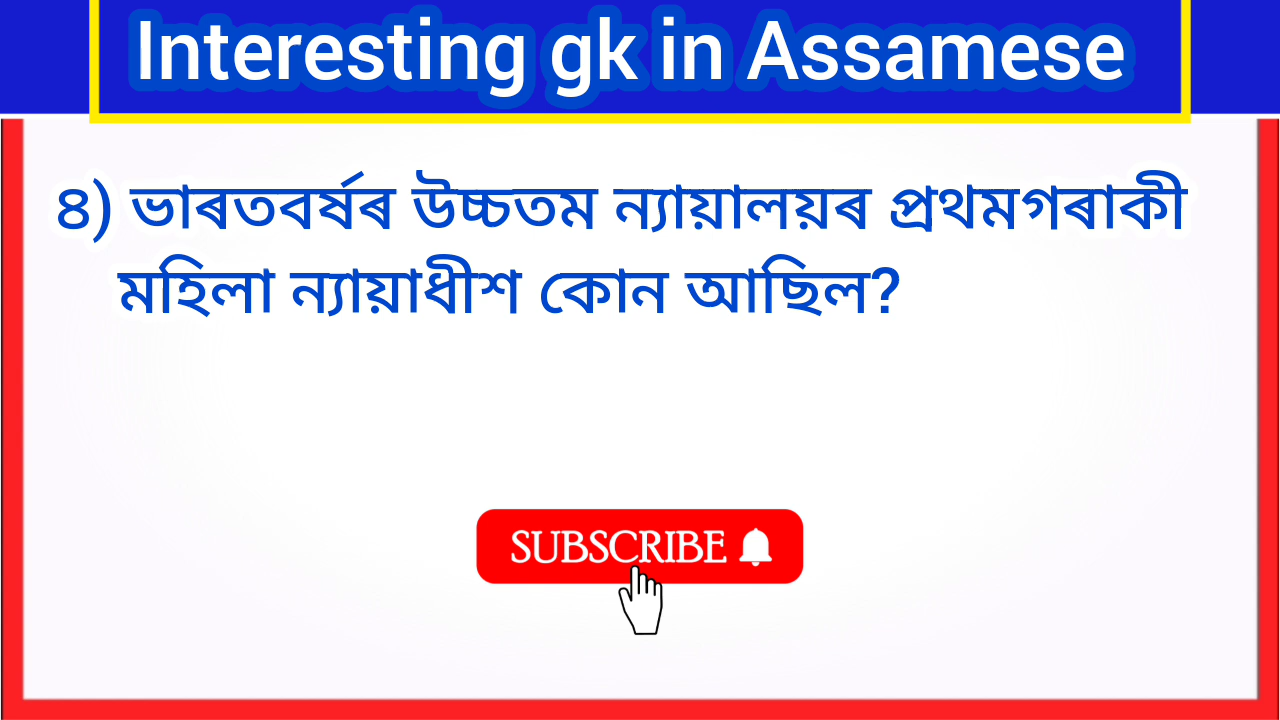 Interesting gk in Assamese
৪) ভাৰতবৰ্ষৰ উচ্চতম ন্যায়ালয়ৰ প্ৰথমগৰাকী
মহিলা ন্যায়াধীশ কোন আছিল?
SUBSCRIBE